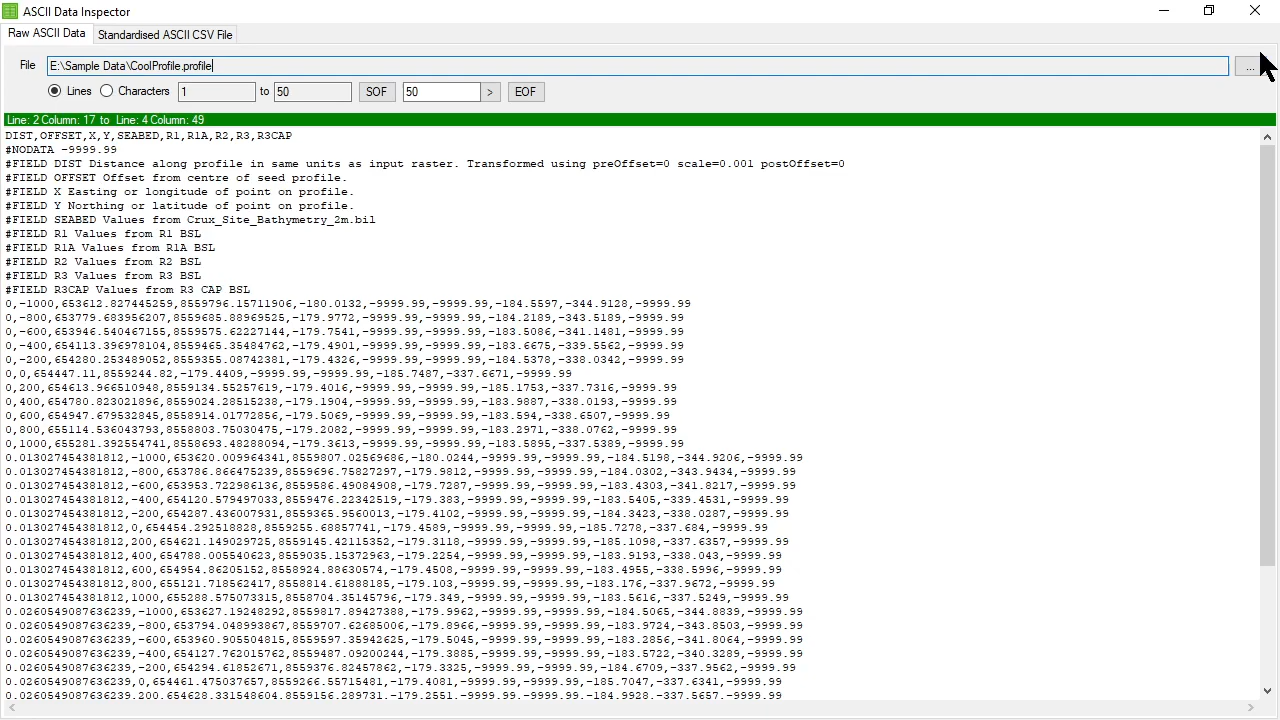 ASCII Data Inspector
Raw ASCII Data Standardised ASCII CSV File
File E:\Sample Data\CoolProfile.profile ...
Lines Characters 1 to 50 SOF 50 > EOF
Line: 2 Column: 17 to Line: 4 Column: 49
DIST,OFFSET,X,Y,SEABED,R1,R1A,R2,R3,R3CAP
#NODATA -9999.99
#FIELD DIST Distance along profile in same units as input raster. Transformed using preOffset=0 scale=0.001 postOffset=0
#FIELD OFFSET Offset from centre of seed profile.
#FIELD X Easting or longitude of point on profile.
#FIELD Y Northing or latitude of point on profile.
#FIELD SEABED Values from Crux_Site_Bathymetry_2m.bil
#FIELD R1 Values from R1 BSL
#FIELD R1A Values from R1A BSL
#FIELD R2 Values from R2 BSL
#FIELD R3 Values from R3 BSL
#FIELD R3CAP Values from R3 CAP BSL
0,-1000,653612.827445259,8559796.15711906,-180.0132,-9999.99,-9999.99,-184.5597,-344.9128,-9999.99
0,-800,653779.683956207,8559685.88969525,-179.9772,-9999.99,-9999.99,-184.2189,-343.5189,-9999.99
0,-600,653946.540467155,8559575.62227144,-179.7541,-9999.99,-9999.99,-183.5086,-341.1481,-9999.99
0,-400,654113.396978104,8559465.35484762,-179.4901,-9999.99,-9999.99,-183.6675,-339.5562,-9999.99
0,-200,654280.253489052,8559355.08742381,-179.4326,-9999.99,-9999.99,-184.5378,-338.0342,-9999.99
0,0,654447.11,8559244.82,-179.4409,-9999.99,-9999.99,-185.7487,-337.6671,-9999.99
0,200,654613.966510948,8559134.55257619,-179.4016,-9999.99,-9999.99,-185.1753,-337.7316,-9999.99
0,400,654780.823021896,8559024.28515238,-179.1904,-9999.99,-9999.99,-183.9887,-338.0193,-9999.99
0,600,654947.679532845,8558914.01772856,-179.5069,-9999.99,-9999.99,-183.594,-338.6507,-9999.99
0,800,655114.536043793,8558803.75030475,-179.2082,-9999.99,-9999.99,-183.2971,-338.0762,-9999.99
0,1000,655281.392554741,8558693.48288094,-179.3613,-9999.99,-9999.99,-183.5895,-337.5389,-9999.99
0.013027454381812,-1000,653620.009964341,8559807.02569686,-180.0244,-9999.99,-9999.99,-184.5198,-344.9206,-9999.99
0.013027454381812,-800,653786.866475239,8559696.75827297,-179.9812,-9999.99,-9999.99,-184.0302,-343.9434,-9999.99
0.013027454381812,-600,653953.722986136,8559586.49084908,-179.7287,-9999.99,-9999.99,-183.4303,-341.8217,-9999.99
0.013027454381812,-400,654120.579497033,8559476.22342519,-179.383,-9999.99,-9999.99,-183.5405,-339.4531,-9999.99
0.013027454381812,-200,654287.436007931,8559365.9560013,-179.4102,-9999.99,-9999.99,-184.3423,-338.0287,-9999.99
0.013027454381812,0,654454.292518828,8559255.68857741,-179.4589,-9999.99,-9999.99,-185.7278,-337.684,-9999.99
0.013027454381812,200,654621.149029725,8559145.42115352,-179.3118,-9999.99,-9999.99,-185.1098,-337.6357,-9999.99
0.013027454381812,400,654788.005540623,8559035.15372963,-179.2254,-9999.99,-9999.99,-183.9193,-338.043,-9999.99
0.013027454381812,600,654954.86205152,8558924.88630574,-179.4508,-9999.99,-9999.99,-183.4955,-338.5996,-9999.99
0.013027454381812,800,655121.718562417,8558814.61888185,-179.103,-9999.99,-9999.99,-183.176,-337.9672,-9999.99
0.013027454381812,1000,655288.575073315,8558704.35145796,-179.349,-9999.99,-9999.99,-183.5616,-337.5249,-9999.99
0.0260549087636239,-1000,653627.19248292,8559817.89427388,-179.9962,-9999.99,-9999.99,-184.5065,-344.8839,-9999.99
0.0260549087636239,-800,653794.048993867,8559707.62685006,-179.8966,-9999.99,-9999.99,-183.9724,-343.8503,-9999.99
0.0260549087636239,-600,653960.905504815,8559597.35942625,-179.5045,-9999.99,-9999.99,-183.2856,-341.8064,-9999.99
0.0260549087636239,-400,654127.762015762,8559487.09200244,-179.3885,-9999.99,-9999.99,-183.5722,-340.3289,-9999.99
0.0260549087636239,-200,654294.61852671,8559376.82457862,-179.3325,-9999.99,-9999.99,-184.6709,-337.9562,-9999.99
0.0260549087636239,0,654461.475037657,8559266.55715481,-179.4081,-9999.99,-9999.99,-185.7047,-337.6341,-9999.99
0.0260549087636239,200,654628.331548604,8559156.289731,-179.2551,-9999.99,-9999.99,-184.9928,-337.5657,-9999.99